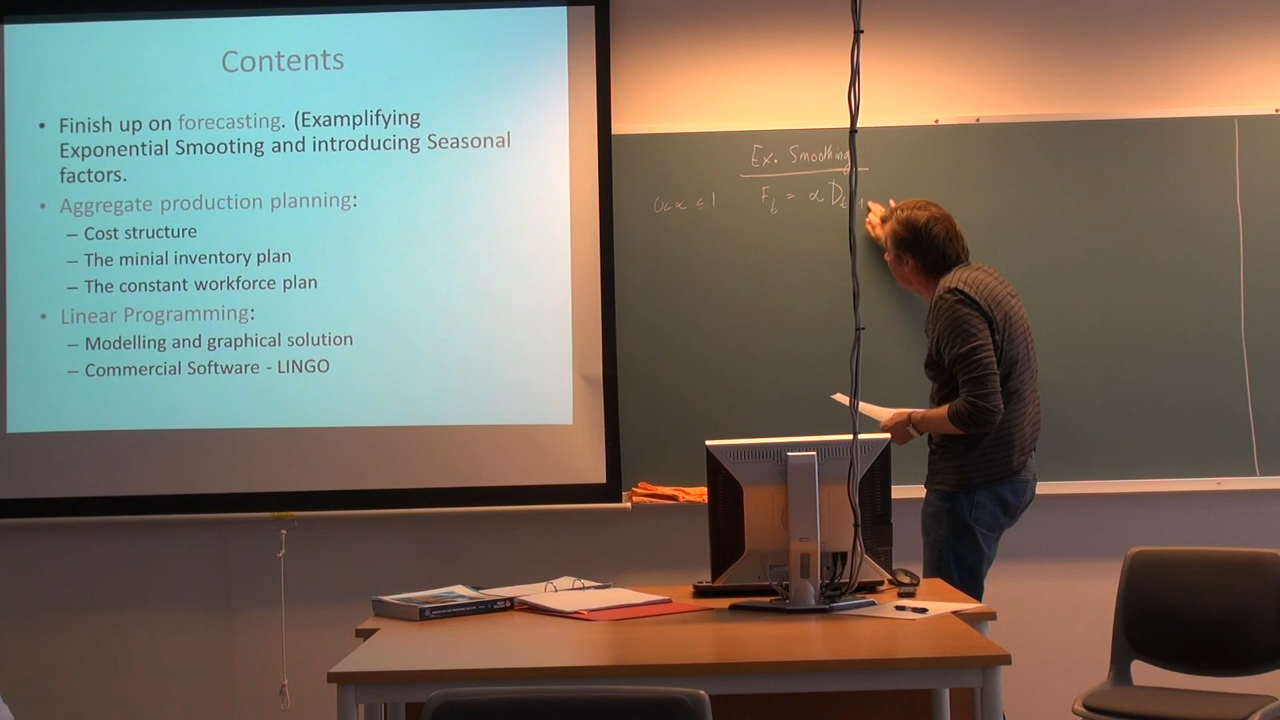 Contents
• Finish up on forecasting. (Examplifying
Exponential Smooting and introducing Seasonal
factors.
• Aggregate production planning:
– Cost structure
– The minial inventory plan
– The constant workforce plan
• Linear Programming:
– Modelling and graphical solution
– Commercial Software - LINGO
Ex. Smoothing
0 < α ≤ 1 F_t = α D_t-1